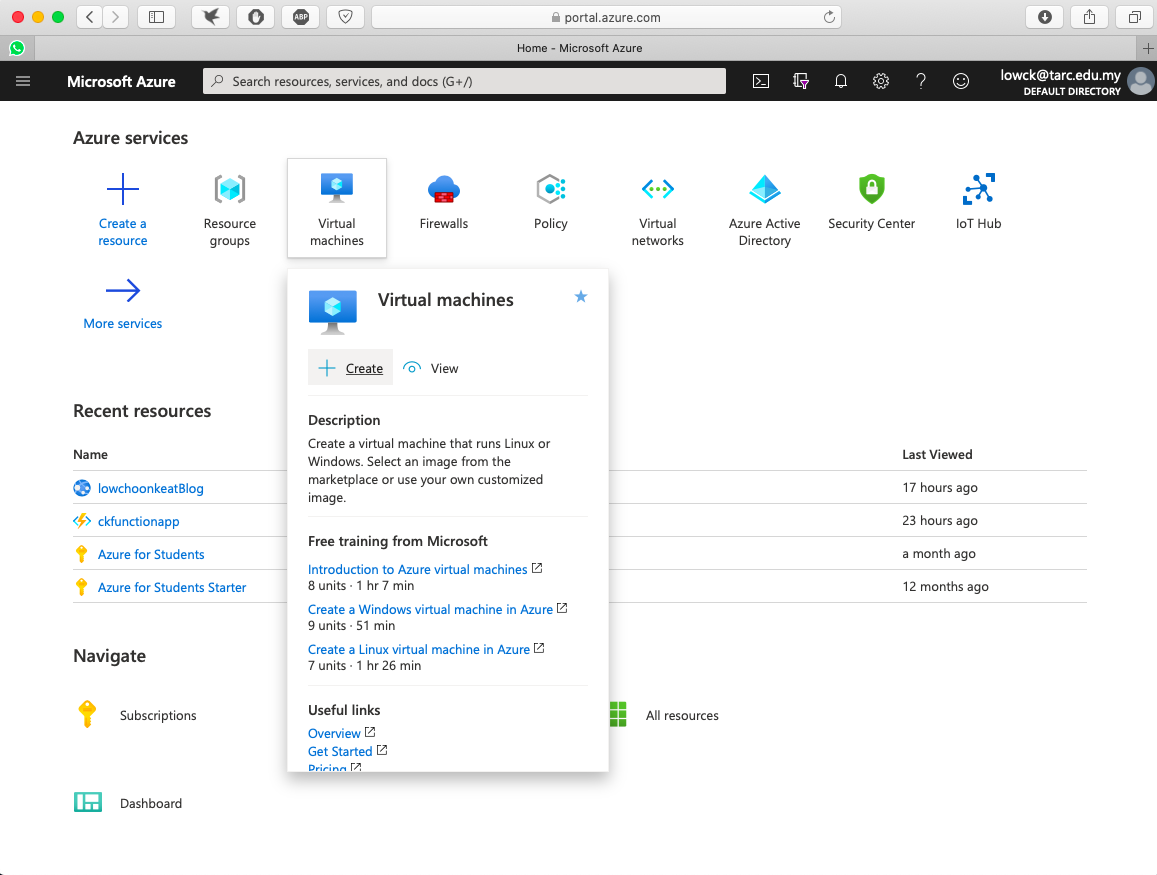 ABP
portal.azure.com
Home - Microsoft Azure
Microsoft Azure
Search resources, services, and docs (G+/)
lowck@tarc.edu.my
DEFAULT DIRECTORY
Azure services
Create a
resource
Resource
groups
Virtual
machines
Firewalls
Policy
Virtual
networks
Azure Active
Directory
Security Center
IoT Hub
More services
Virtual machines
Create
View
Description
Create a virtual machine that runs Linux or
Windows. Select an image from the
marketplace or use your own customized
image.
Free training from Microsoft
Introduction to Azure virtual machines
8 units · 1 hr 7 min
Create a Windows virtual machine in Azure
9 units · 51 min
Create a Linux virtual machine in Azure
7 units · 1 hr 26 min
Useful links
Overview
Get Started
Pricing
Recent resources
Name
Last Viewed
lowchoonkeatBlog
17 hours ago
ckfunctionapp
23 hours ago
Azure for Students
a month ago
Azure for Students Starter
12 months ago
Navigate
Subscriptions
All resources
Dashboard